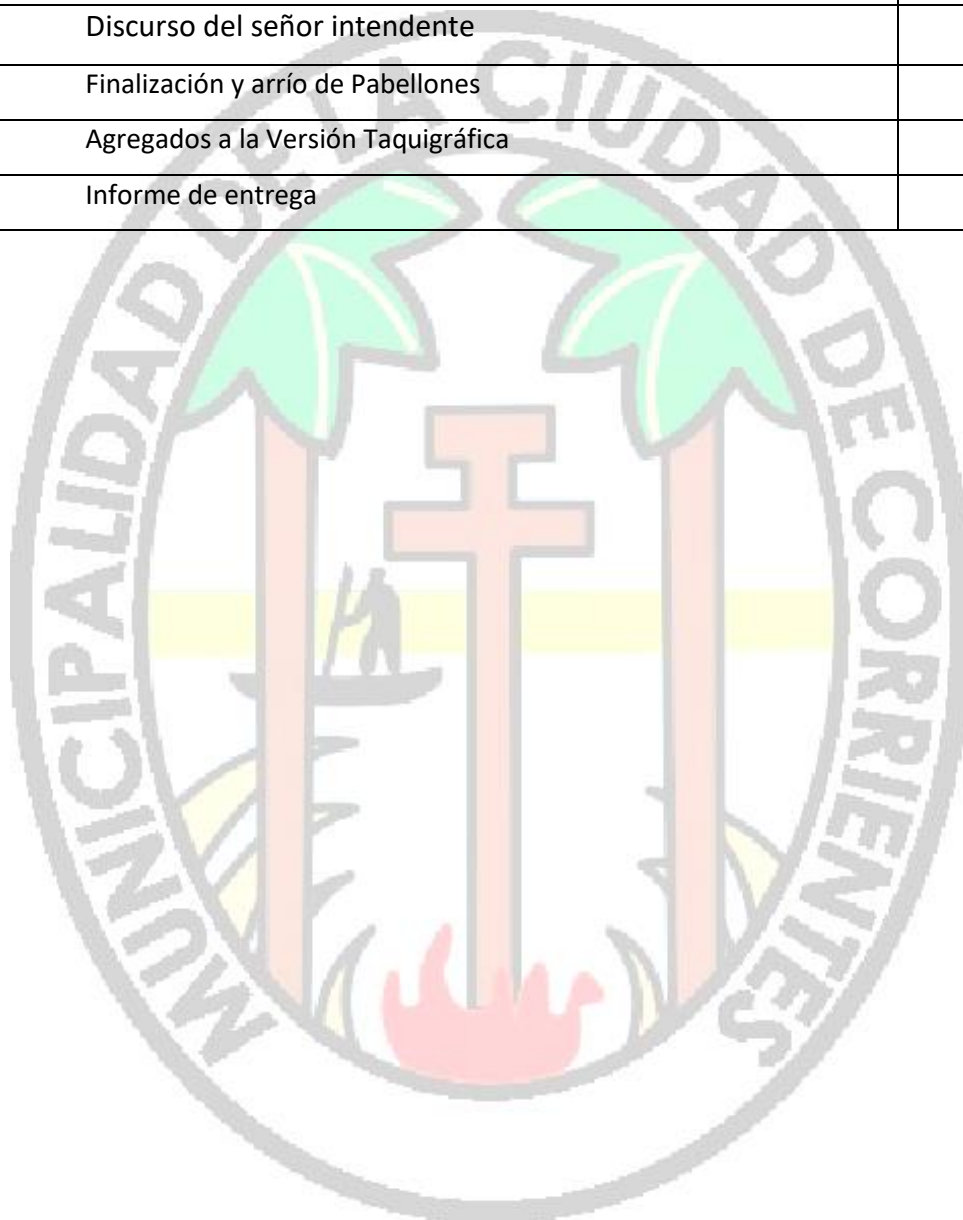 Discurso del señor intendente
Finalización y arrío de Pabellones
Agregados a la Versión Taquigráfica
Informe de entrega
MUNICIPALIDAD DE LA CIUDAD DE CORRIENTES